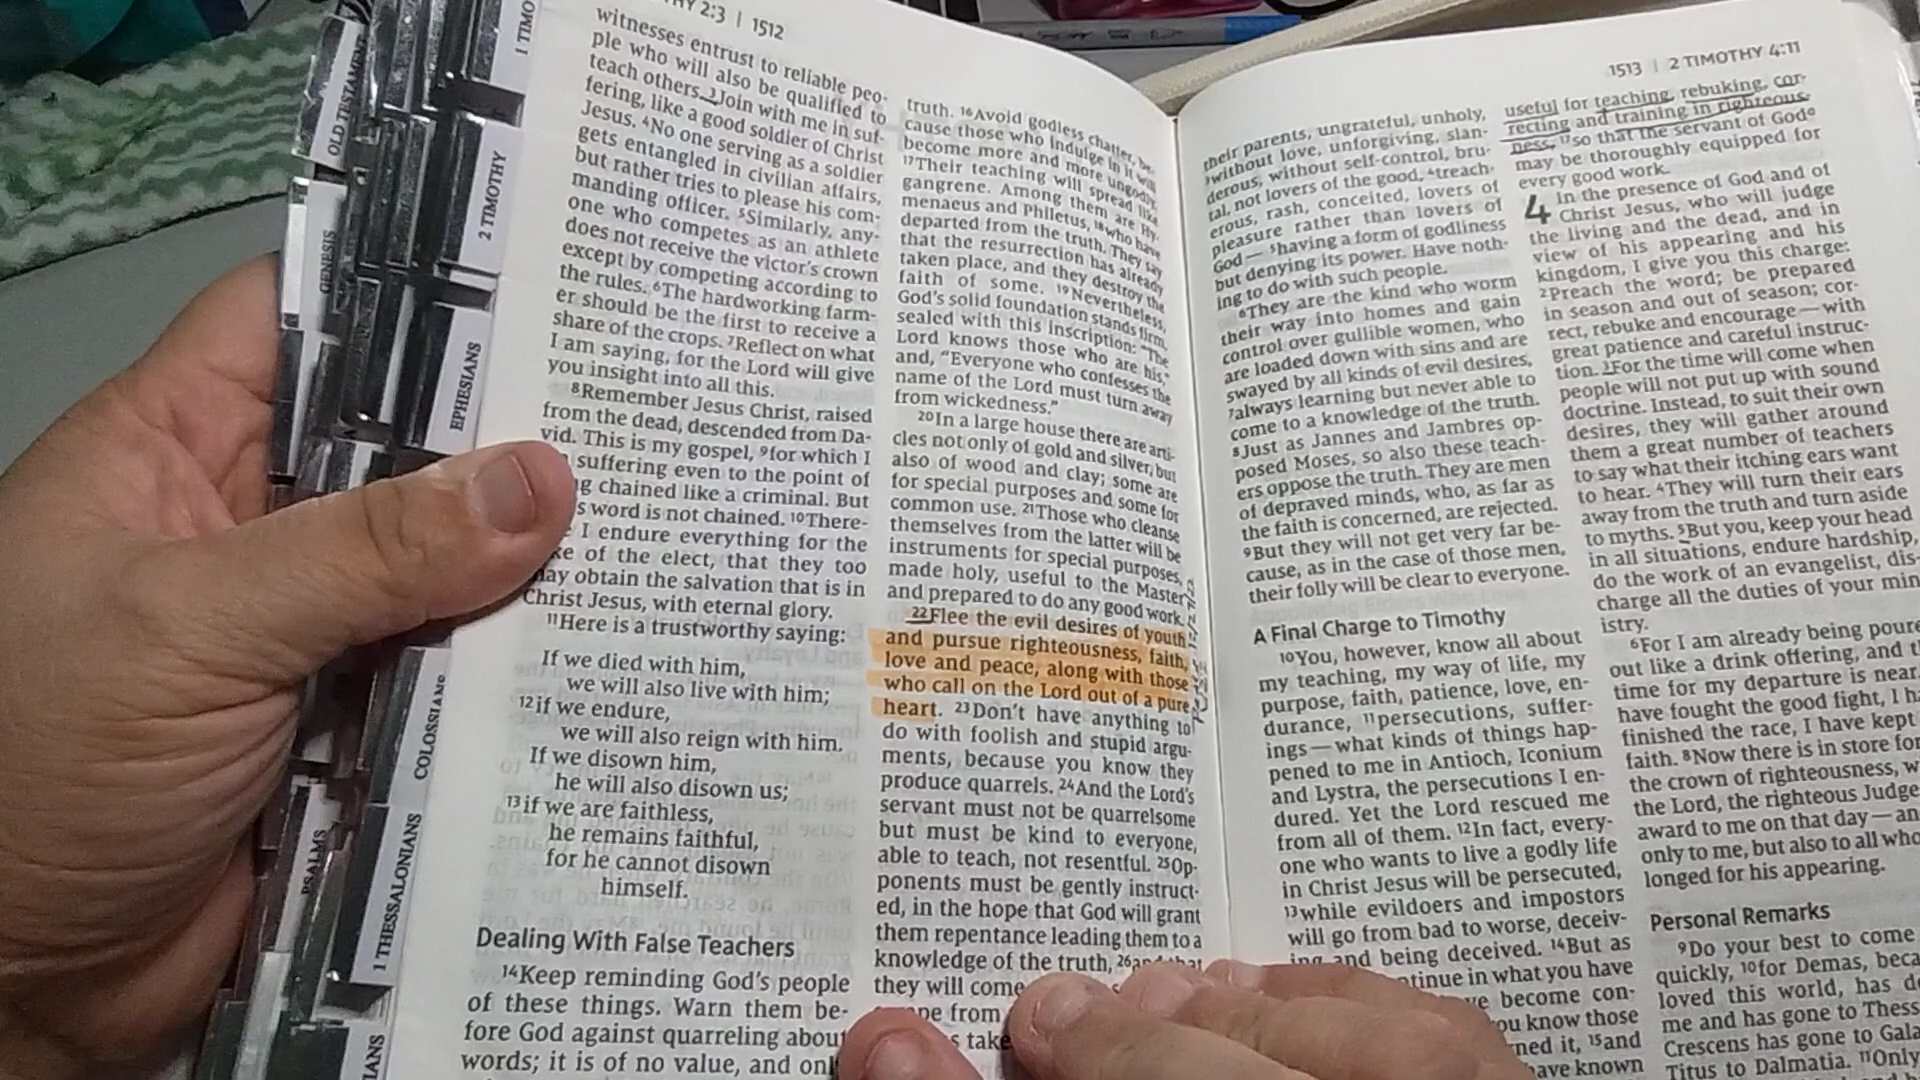 HY 2:3 | 1512
witnesses entrust to reliable peo-
ple who will also be qualified to
teach others. 3Join with me in suf-
fering, like a good soldier of Christ
Jesus. 4No one serving as a soldier
gets entangled in civilian affairs,
but rather tries to please his com-
manding officer. 5Similarly, any-
one who competes as an athlete
does not receive the victor's crown
except by competing according to
the rules. 6The hardworking farm-
er should be the first to receive a
share of the crops. 7Reflect on what
I am saying, for the Lord will give
you insight into all this.
8Remember Jesus Christ, raised
from the dead, descended from Da-
vid. This is my gospel, 9for which I
suffering even to the point of
g chained like a criminal. But
s word is not chained. 10There-
I endure everything for the
ke of the elect, that they too
may obtain the salvation that is in
Christ Jesus, with eternal glory.
11Here is a trustworthy saying:
If we died with him,
we will also live with him;
12if we endure,
we will also reign with him.
If we disown him,
he will also disown us;
13if we are faithless,
he remains faithful,
for he cannot disown
himself.
Dealing With False Teachers
14Keep reminding God's people
of these things. Warn them be-
fore God against quarreling about
words; it is of no value, and only
truth. 16Avoid godless chatter, be-
cause those who indulge in it will
become more and more ungodly.
17Their teaching will spread like
gangrene. Among them are Hy-
menaeus and Philetus, 18who have
departed from the truth. They say
that the resurrection has already
taken place, and they destroy the
faith of some. 19Nevertheless,
God's solid foundation stands firm,
sealed with this inscription: "The
Lord knows those who are his,"
and, "Everyone who confesses the
name of the Lord must turn away
from wickedness."
20In a large house there are arti-
cles not only of gold and silver, but
also of wood and clay; some are
for special purposes and some for
common use. 21Those who cleanse
themselves from the latter will be
instruments for special purposes,
made holy, useful to the Master
and prepared to do any good work.
22Flee the evil desires of youth
and pursue righteousness, faith,
love and peace, along with those
who call on the Lord out of a pure
heart. 23Don't have anything to
do with foolish and stupid argu-
ments, because you know they
produce quarrels. 24And the Lord's
servant must not be quarrelsome
but must be kind to everyone,
able to teach, not resentful. 25Op-
ponents must be gently instruct-
ed, in the hope that God will grant
them repentance leading them to a
knowledge of the truth, 26and that
they will come
pe from
s take
1513 | 2 TIMOTHY 4:11
their parents, ungrateful, unholy,
3without love, unforgiving, slan-
derous, without self-control, bru-
tal, not lovers of the good, 4treach-
erous, rash, conceited, lovers of
pleasure rather than lovers of
God— 5having a form of godliness
but denying its power. Have noth-
ing to do with such people.
6They are the kind who worm
their way into homes and gain
control over gullible women, who
are loaded down with sins and are
swayed by all kinds of evil desires,
7always learning but never able to
come to a knowledge of the truth.
8Just as Jannes and Jambres op-
posed Moses, so also these teach-
ers oppose the truth. They are men
of depraved minds, who, as far as
the faith is concerned, are rejected.
9But they will not get very far be-
cause, as in the case of those men,
their folly will be clear to everyone.
A Final Charge to Timothy
10You, however, know all about
my teaching, my way of life, my
purpose, faith, patience, love, en-
durance, 11persecutions, suffer-
ings—what kinds of things hap-
pened to me in Antioch, Iconium
and Lystra, the persecutions I en-
dured. Yet the Lord rescued me
from all of them. 12In fact, every-
one who wants to live a godly life
in Christ Jesus will be persecuted,
13while evildoers and impostors
will go from bad to worse, deceiv-
ing and being deceived. 14But as
ntinue in what you have
ve become con-
ou know those
ned it, 15and
ave known
useful for teaching, rebuking, cor-
recting and training in righteous-
ness, 17so that the servant of God
may be thoroughly equipped for
every good work.
4 In the presence of God and of
Christ Jesus, who will judge
the living and the dead, and in
view of his appearing and his
kingdom, I give you this charge:
2Preach the word; be prepared
in season and out of season; cor-
rect, rebuke and encourage—with
great patience and careful instruc-
tion. 3For the time will come when
people will not put up with sound
doctrine. Instead, to suit their own
desires, they will gather around
them a great number of teachers
to say what their itching ears want
to hear. 4They will turn their ears
away from the truth and turn aside
to myths. 5But you, keep your head
in all situations, endure hardship,
do the work of an evangelist, dis-
charge all the duties of your min-
istry.
6For I am already being poure
out like a drink offering, and t
time for my departure is near.
have fought the good fight, I ha
finished the race, I have kept
faith. 8Now there is in store for
the crown of righteousness, w
the Lord, the righteous Judge
award to me on that day—an
only to me, but also to all who
longed for his appearing.
Personal Remarks
9Do your best to come
quickly, 10for Demas, beca
loved this world, has de
me and has gone to Thess
Crescens has gone to Gala
Titus to Dalmatia. 11Only
OLD TESTAMENT
GENESIS
PSALMS
1 TIMO
2 TIMOTHY
EPHESIANS
COLOSSIANS
1 THESSALONIANS
IANS